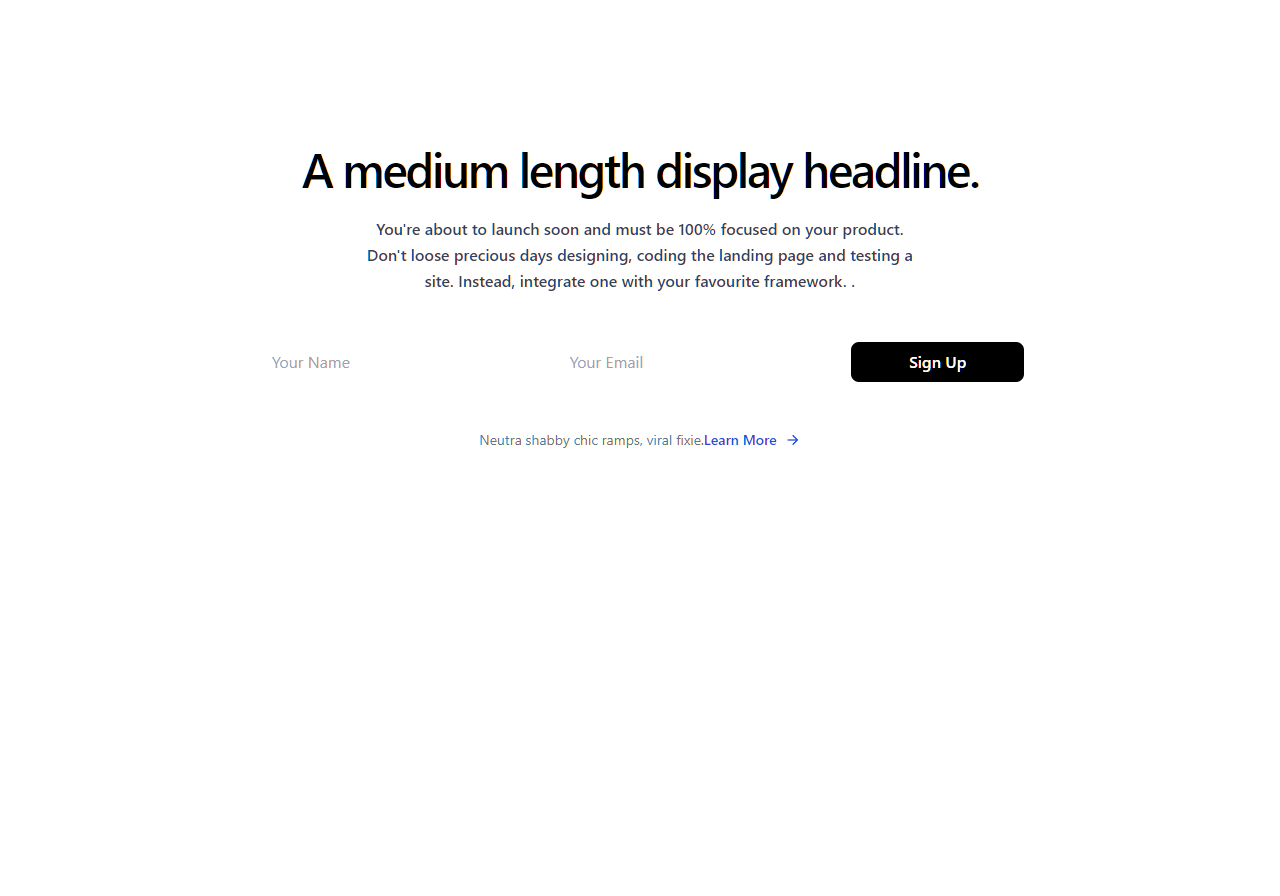 A medium length display headline.
You're about to launch soon and must be 100% focused on your product.
Don't loose precious days designing, coding the landing page and testing a
site. Instead, integrate one with your favourite framework. .
Your Name
Your Email
Sign Up
Neutra shabby chic ramps, viral fixie.Learn More